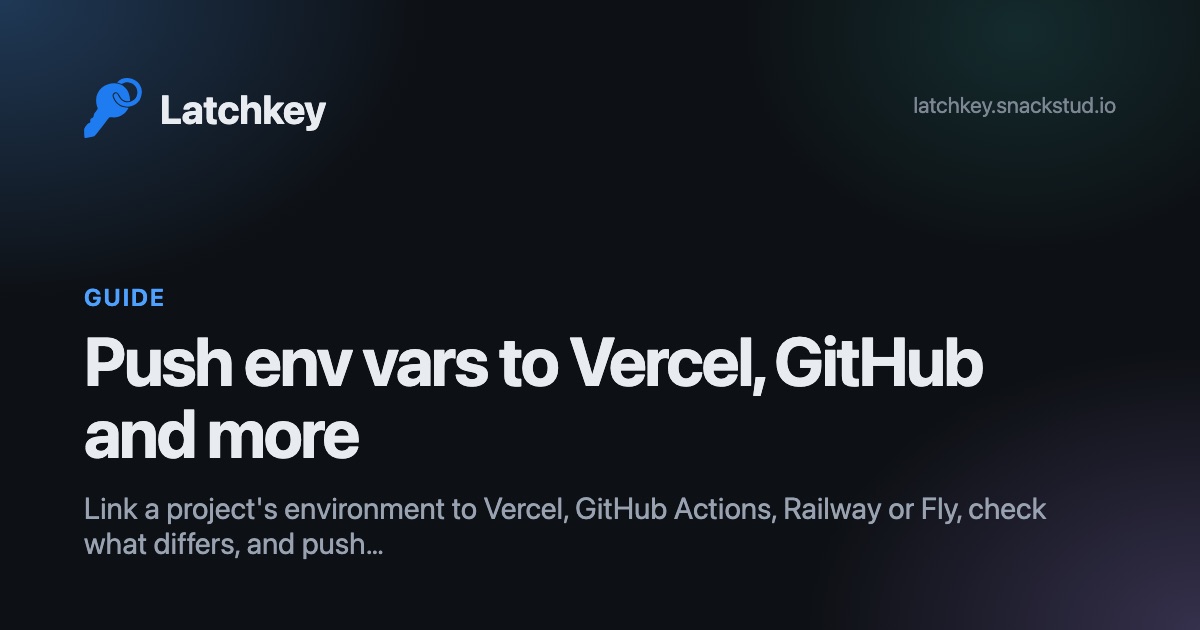 Latchkey
latchkey.snackstud.io
GUIDE
Push env vars to Vercel, GitHub
and more
Link a project's environment to Vercel, GitHub Actions, Railway or Fly, check
what differs, and push…